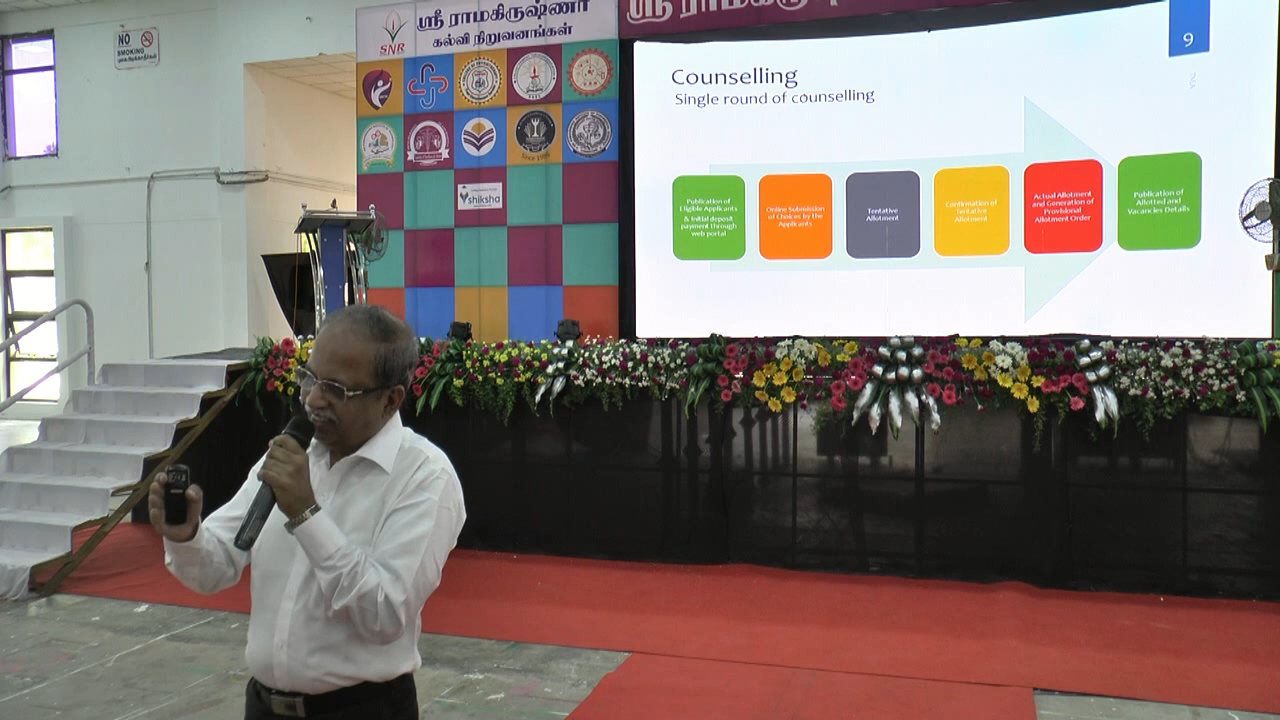 NO
SMOKING
ஸ்ரீ ராமகிருஷ்ணா
கல்வி நிறுவனங்கள்
SNR
shiksha
Since 1999
9
Counselling
Single round of counselling
Publication of
Eligible Applicants
& Initial deposit
payment through
web portal
Online Submission
of Choices by the
Applicants
Tentative
Allotment
Confirmation of
Tentative
Allotment
Actual Allotment
and Generation of
Provisional
Allotment Order
Publication of
Allotted and
Vacancies Details